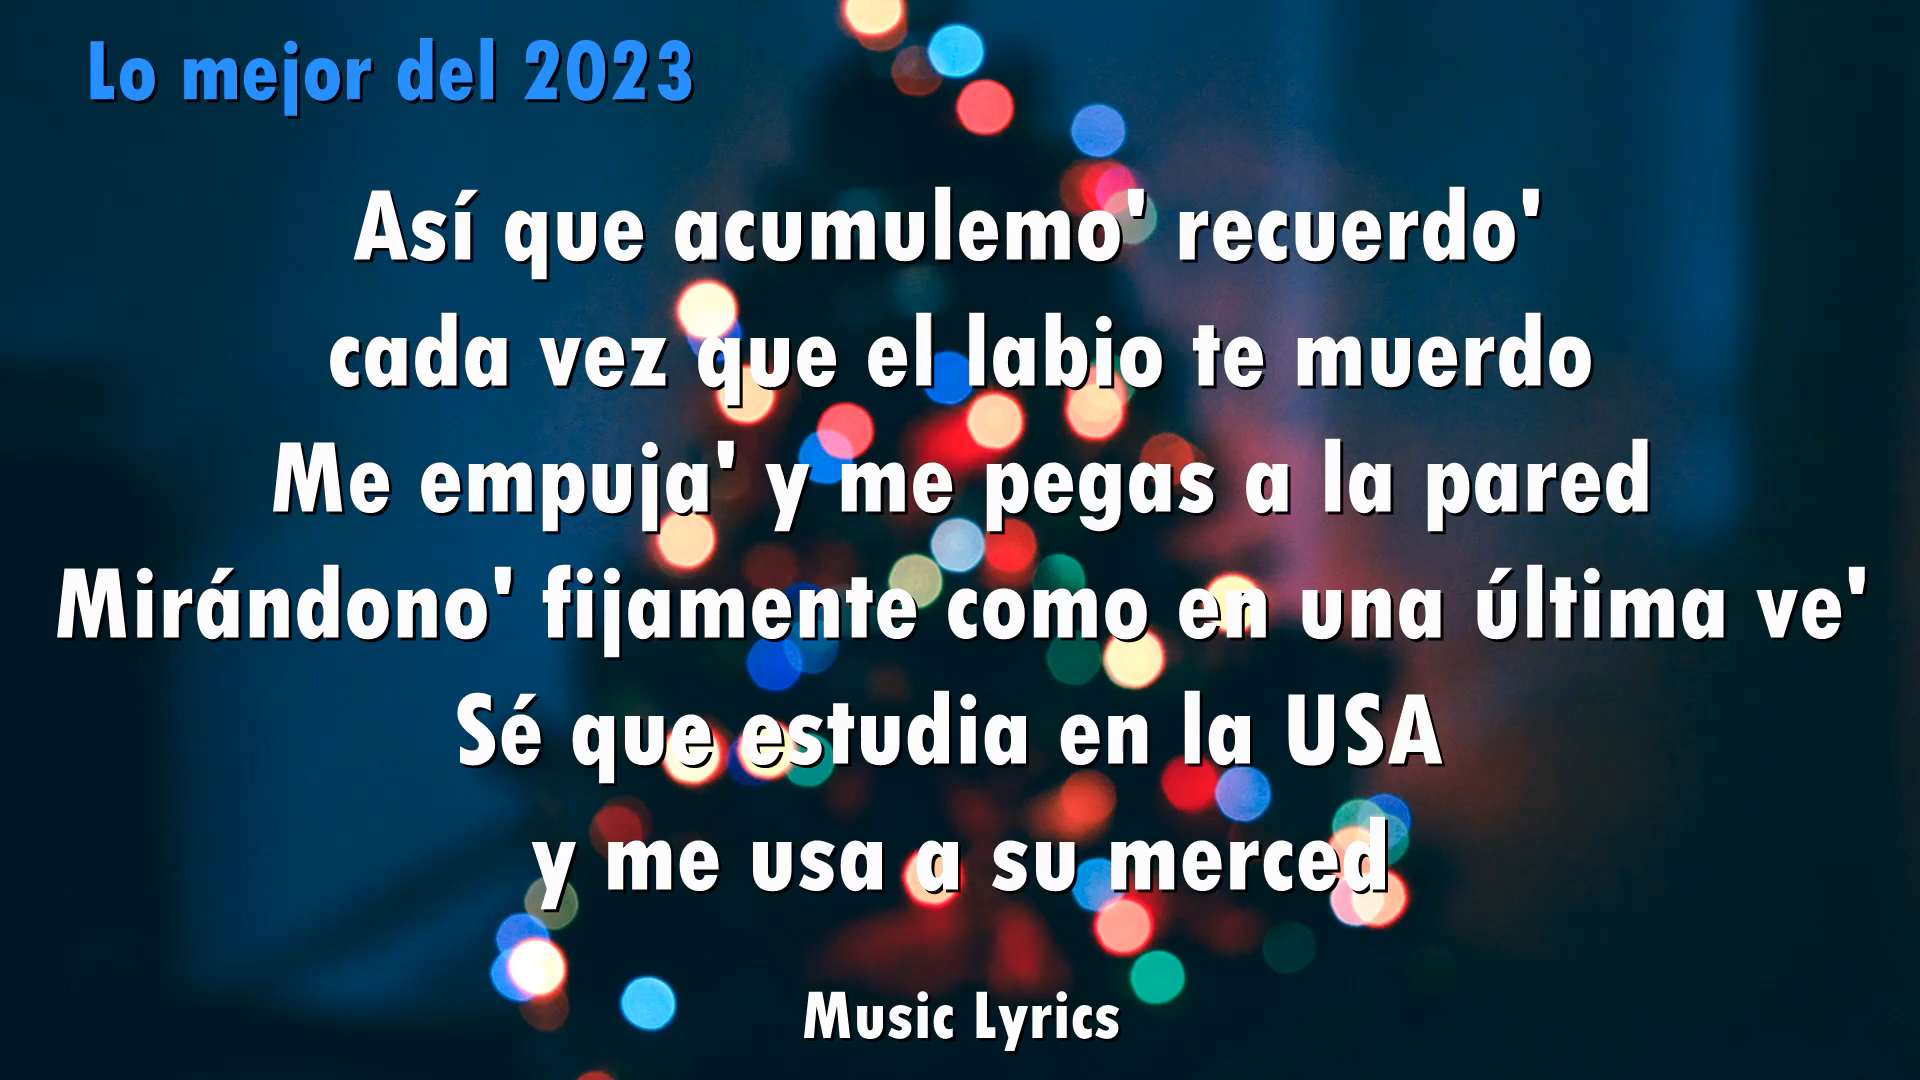 Lo mejor del 2023
Así que acumulemo' recuerdo'
cada vez que el labio te muerdo
Me empuja' y me pegas a la pared
Mirándono' fijamente como en una última ve'
Sé que estudia en la USA
y me usa a su merced
Music Lyrics